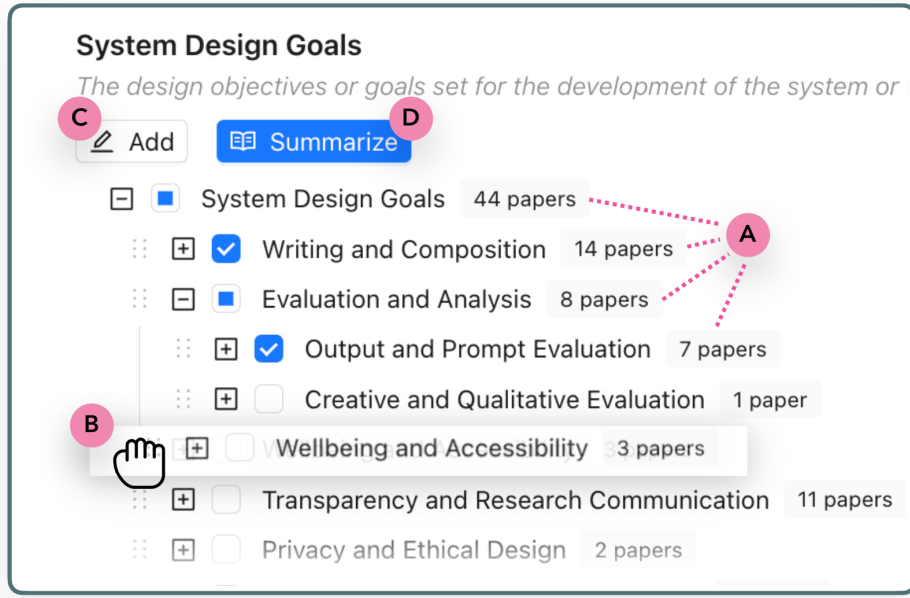 System Design Goals
The design objectives or goals set for the development of the system or
C
Add
Summarize
D
System Design Goals 44 papers
A
Writing and Composition 14 papers
Evaluation and Analysis 8 papers
Output and Prompt Evaluation 7 papers
Creative and Qualitative Evaluation 1 paper
B
Wellbeing and Accessibility 3 papers
Transparency and Research Communication 11 papers
Privacy and Ethical Design 2 papers